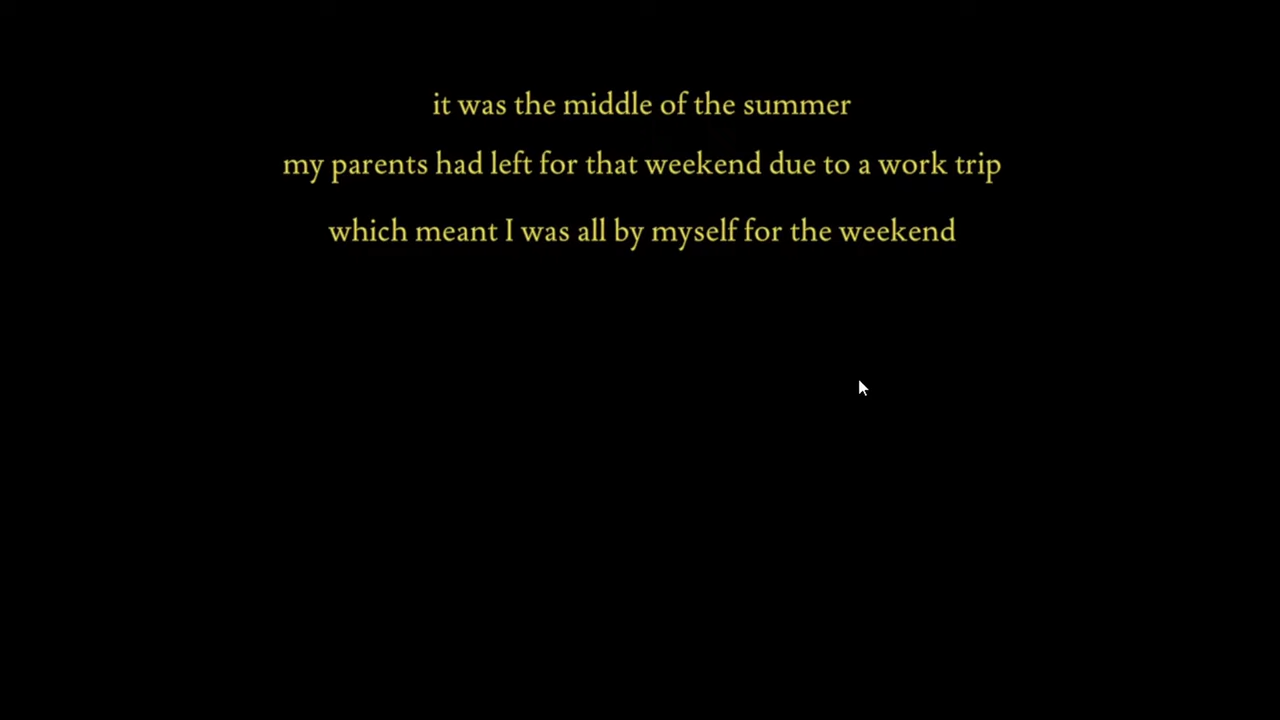 it was the middle of the summer
my parents had left for that weekend due to a work trip
which meant I was all by myself for the weekend